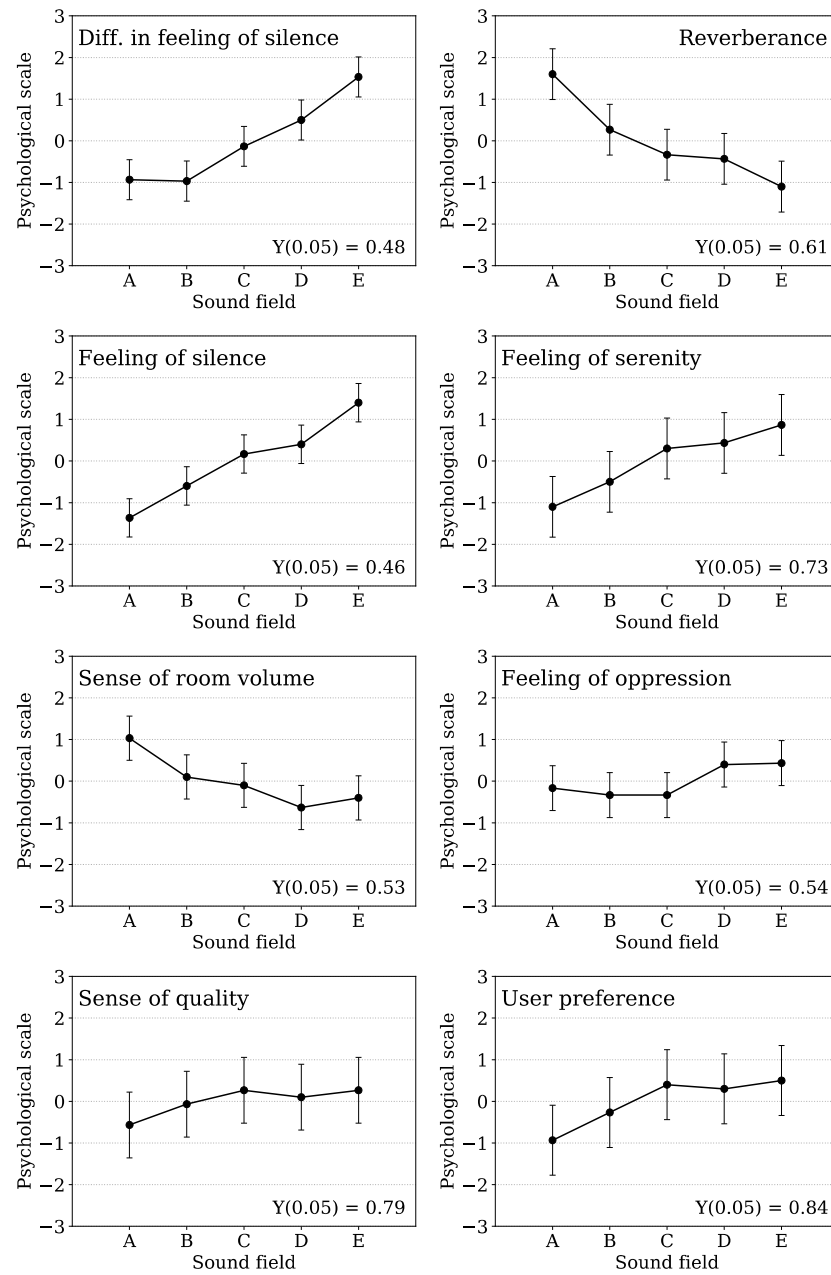 Diff. in feeling of silence
Psychological scale
3
2
1
0
−1
−2
−3
Y(0.05) = 0.48
A B C D E
Sound field
Reverberance
Psychological scale
3
2
1
0
−1
−2
−3
Y(0.05) = 0.61
A B C D E
Sound field
Feeling of silence
Psychological scale
3
2
1
0
−1
−2
−3
Y(0.05) = 0.46
A B C D E
Sound field
Feeling of serenity
Psychological scale
3
2
1
0
−1
−2
−3
Y(0.05) = 0.73
A B C D E
Sound field
Sense of room volume
Psychological scale
3
2
1
0
−1
−2
−3
Y(0.05) = 0.53
A B C D E
Sound field
Feeling of oppression
Psychological scale
3
2
1
0
−1
−2
−3
Y(0.05) = 0.54
A B C D E
Sound field
Sense of quality
Psychological scale
3
2
1
0
−1
−2
−3
Y(0.05) = 0.79
A B C D E
Sound field
User preference
Psychological scale
3
2
1
0
−1
−2
−3
Y(0.05) = 0.84
A B C D E
Sound field